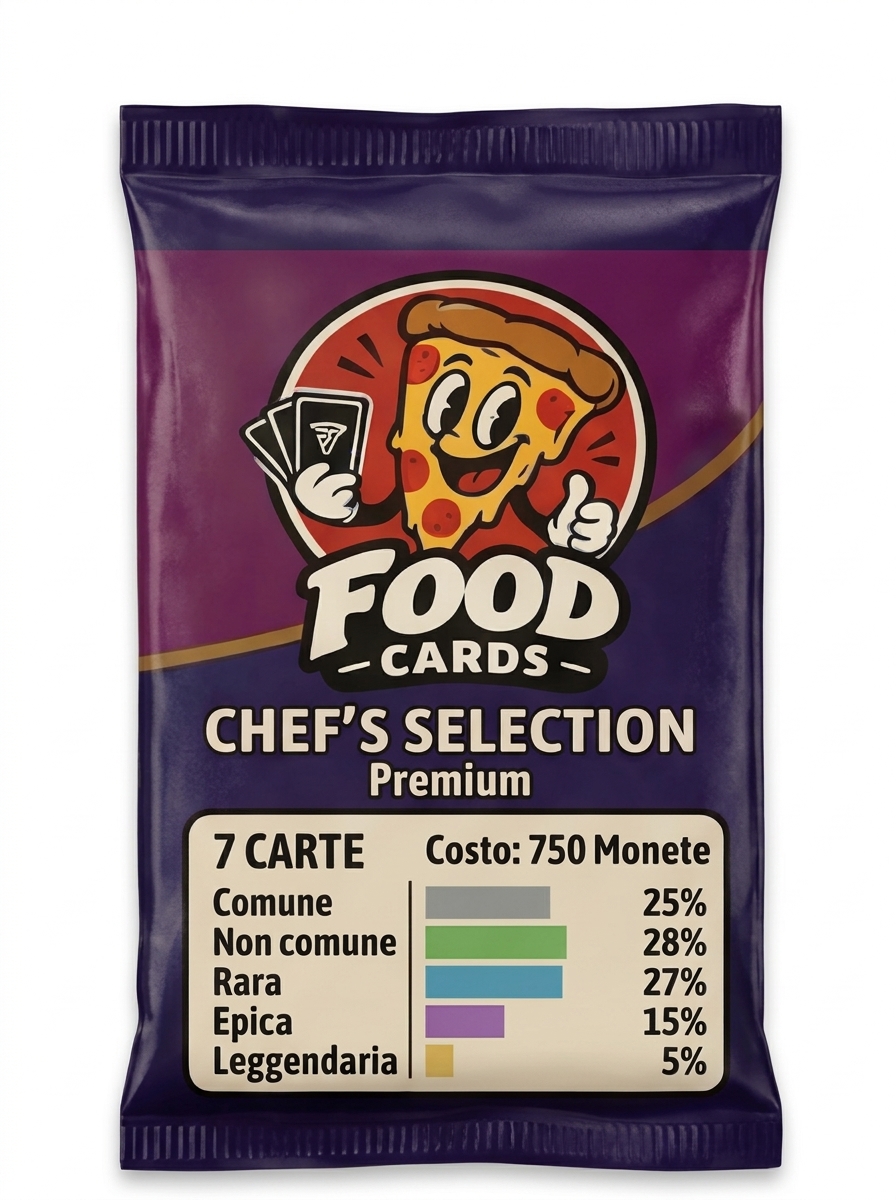 FOOD
CARDS
CHEF'S SELECTION
Premium
7 CARTE
Costo: 750 Monete
Comune 25%
Non comune 28%
Rara 27%
Epica 15%
Leggendaria 5%